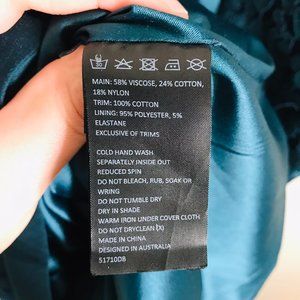 MAIN: 58% VISCOSE, 24% COTTON,
18% NYLON
TRIM: 100% COTTON
LINING: 95% POLYESTER, 5%
ELASTANE
EXCLUSIVE OF TRIMS
COLD HAND WASH
SEPARATELY INSIDE OUT
REDUCED SPIN
DO NOT BLEACH, RUB, SOAK OR
WRING
DO NOT TUMBLE DRY
DRY IN SHADE
WARM IRON UNDER COVER CLOTH
DO NOT DRYCLEAN (X)
MADE IN CHINA
DESIGNED IN AUSTRALIA
51710DB